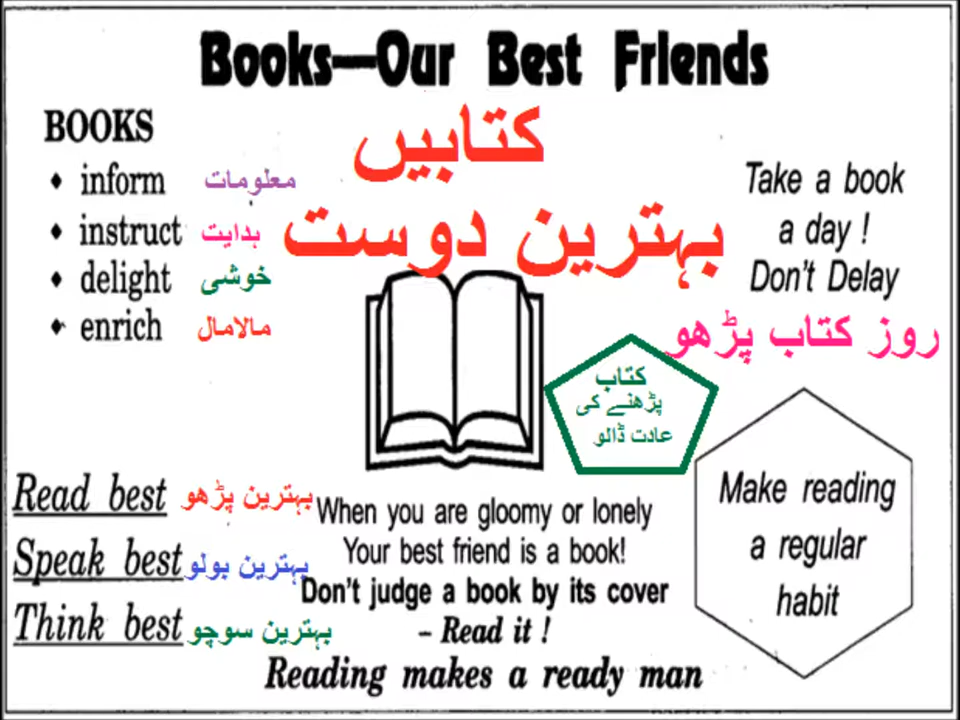 Books—Our Best Friends
کتابیں
بہترین دوست
BOOKS
• inform معلومات
• instruct ہدایت
• delight خوشی
• enrich مالامال
Take a book
a day !
Don't Delay
روز کتاب پڑھو
کتاب
پڑھنے کی
عادت ڈالو
Make reading
a regular
habit
Read best بہترین پڑھو
Speak best بہترین بولو
Think best بہترین سوچو
When you are gloomy or lonely
Your best friend is a book!
Don't judge a book by its cover
– Read it !
Reading makes a ready man